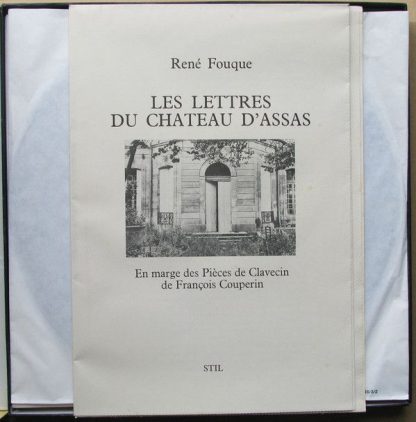 René Fouque
LES LETTRES
DU CHATEAU D'ASSAS
En marge des Pièces de Clavecin
de François Couperin
STIL